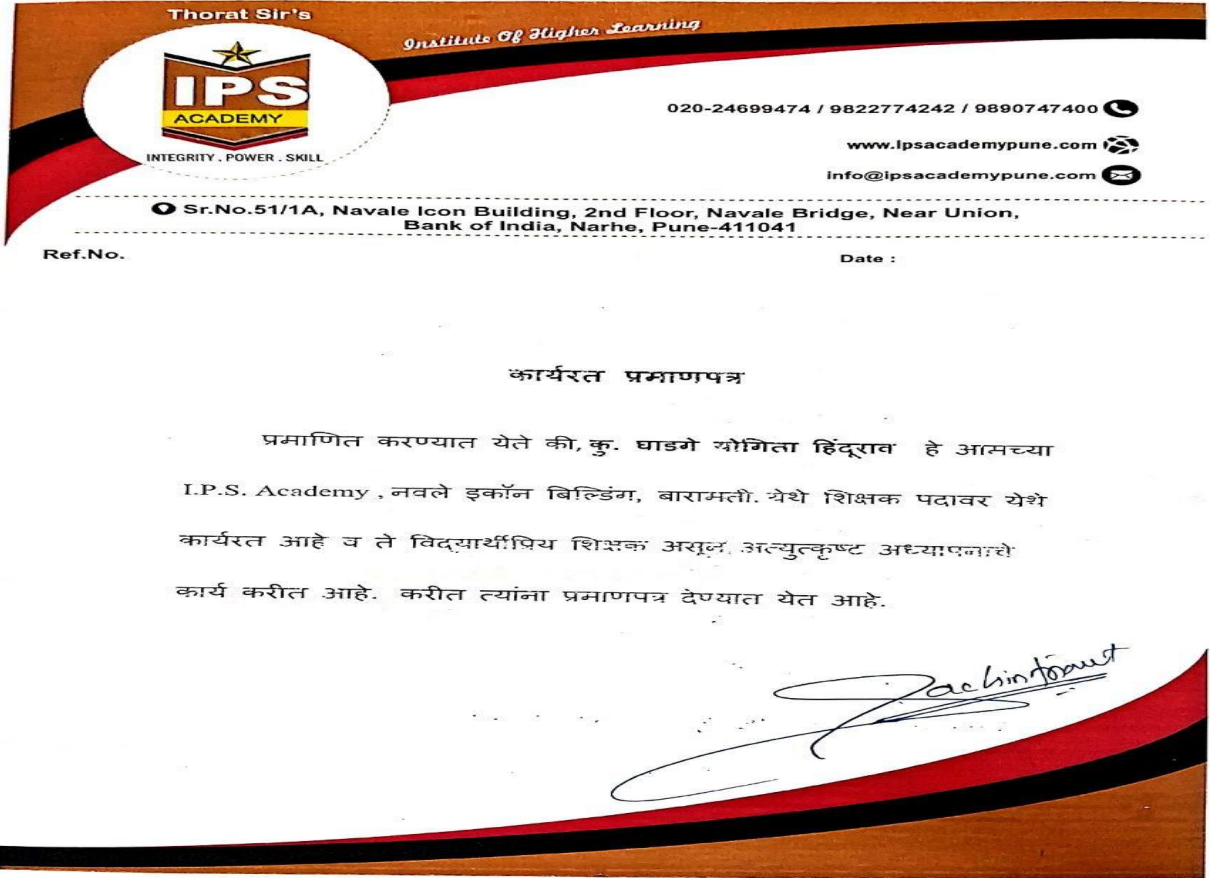 Thorat Sir's
Institute Of Higher Learning
IPS
ACADEMY
INTEGRITY . POWER . SKILL
020-24699474 / 9822774242 / 9890747400
www.ipsacademypune.com
info@ipsacademypune.com
Sr.No.51/1A, Navale Icon Building, 2nd Floor, Navale Bridge, Near Union,
Bank of India, Narhe, Pune-411041
Ref.No.
Date :
कार्यरत प्रमाणपत्र
प्रमाणित करण्यात येते की, कु. घाडगे योगिता हिंदूराव हे आमच्या
I.P.S. Academy , नवले इकॉन बिल्डिंग, बारामती. येथे शिक्षक पदावर येथे
कार्यरत आहे व ते विद्यार्थीप्रिय शिक्षक असून अत्युत्कृष्ट अध्यापनाचे
कार्य करीत आहे. करीत त्यांना प्रमाणपत्र देण्यात येत आहे.